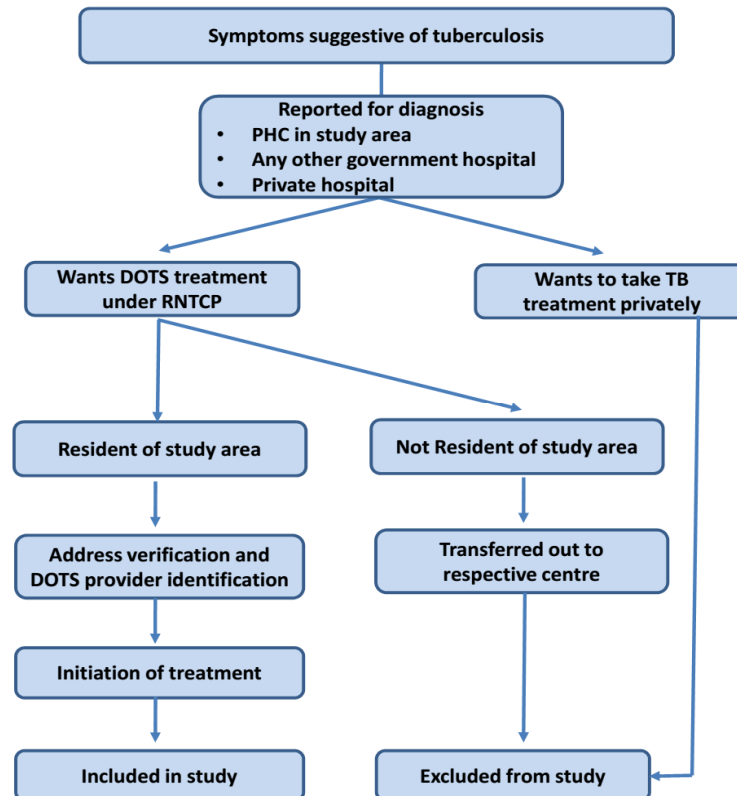 Symptoms suggestive of tuberculosis
Reported for diagnosis
• PHC in study area
• Any other government hospital
• Private hospital
Wants DOTS treatment
under RNTCP
Wants to take TB
treatment privately
Resident of study area
Not Resident of study area
Address verification and
DOTS provider identification
Transferred out to
respective centre
Initiation of treatment
Included in study
Excluded from study